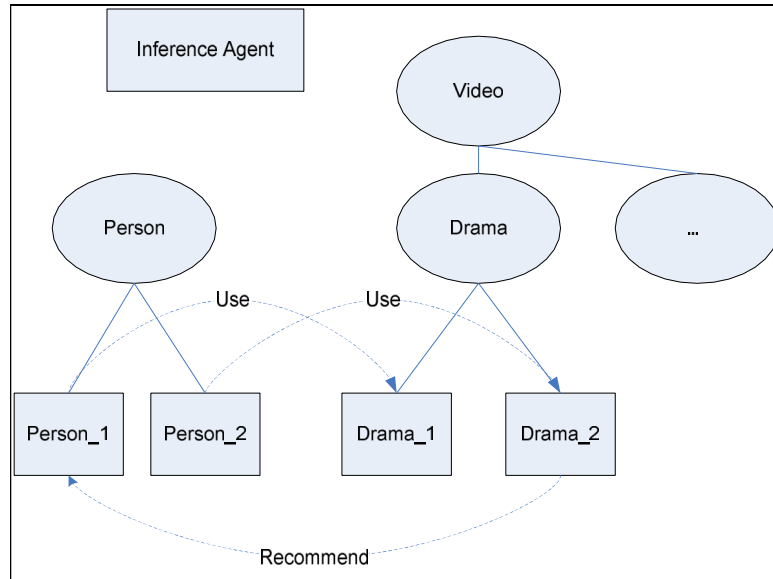 Inference Agent
Video
Person
Drama
...
Use
Use
Person_1
Person_2
Drama_1
Drama_2
Recommend